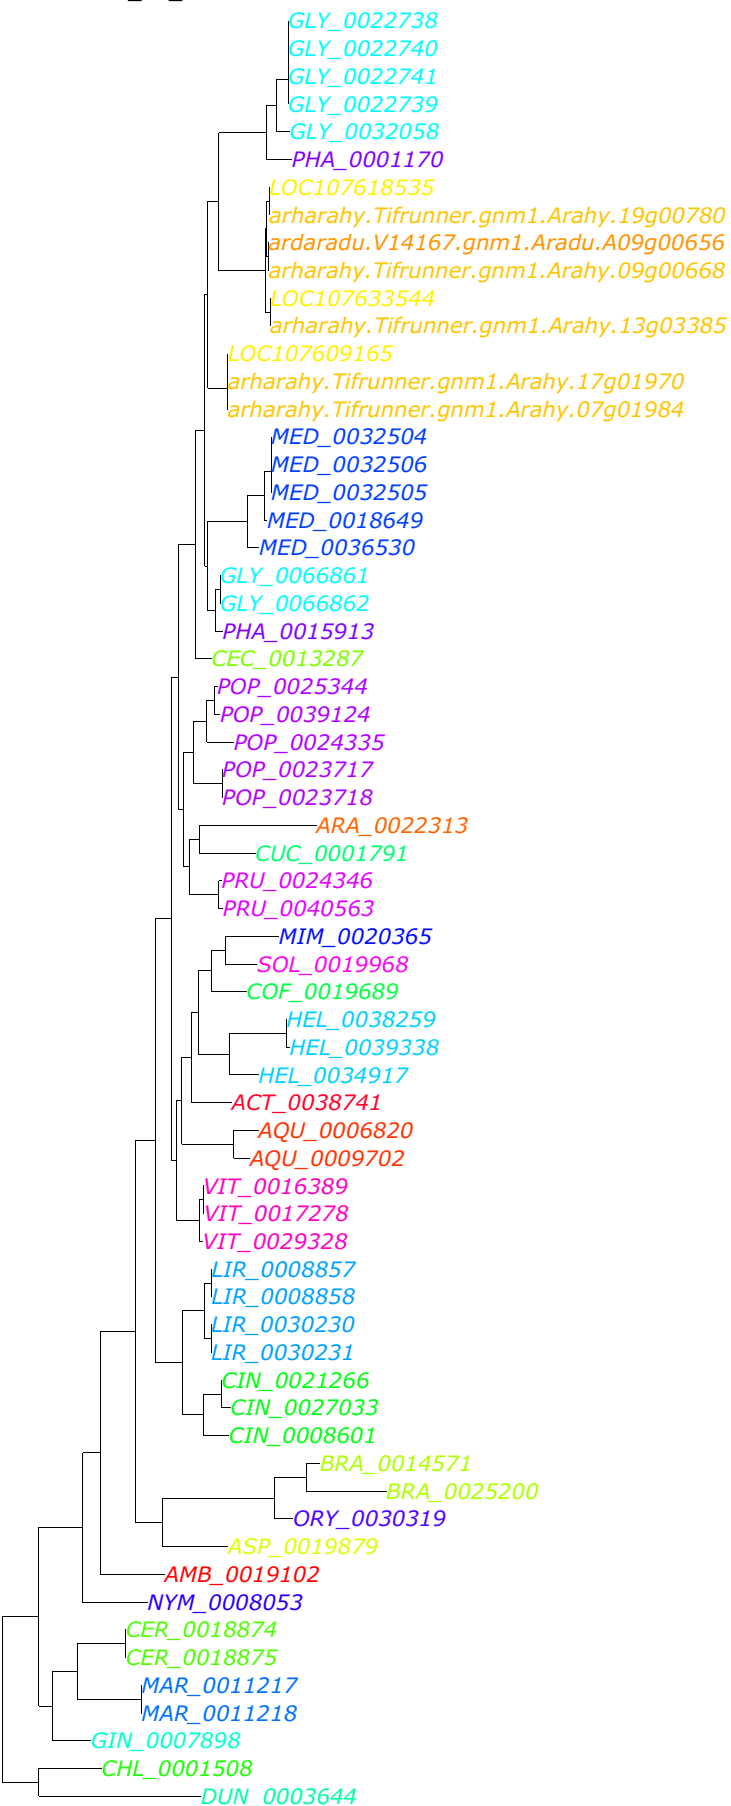 GLY_0022738
GLY_0022740
GLY_0022741
GLY_0022739
GLY_0032058
PHA_0001170
LOC107618535
arharahy.Tifrunner.gnm1.Arahy.19g00780
ardaradu.V14167.gnm1.Aradu.A09g00656
arharahy.Tifrunner.gnm1.Arahy.09g00668
LOC107633544
arharahy.Tifrunner.gnm1.Arahy.13g03385
LOC107609165
arharahy.Tifrunner.gnm1.Arahy.17g01970
arharahy.Tifrunner.gnm1.Arahy.07g01984
MED_0032504
MED_0032506
MED_0032505
MED_0018649
MED_0036530
GLY_0066861
GLY_0066862
PHA_0015913
CEC_0013287
POP_0025344
POP_0039124
POP_0024335
POP_0023717
POP_0023718
ARA_0022313
CUC_0001791
PRU_0024346
PRU_0040563
MIM_0020365
SOL_0019968
COF_0019689
HEL_0038259
HEL_0039338
HEL_0034917
ACT_0038741
AQU_0006820
AQU_0009702
VIT_0016389
VIT_0017278
VIT_0029328
LIR_0008857
LIR_0008858
LIR_0030230
LIR_0030231
CIN_0021266
CIN_0027033
CIN_0008601
BRA_0014571
BRA_0025200
ORY_0030319
ASP_0019879
AMB_0019102
NYM_0008053
CER_0018874
CER_0018875
MAR_0011217
MAR_0011218
GIN_0007898
CHL_0001508
DUN_0003644